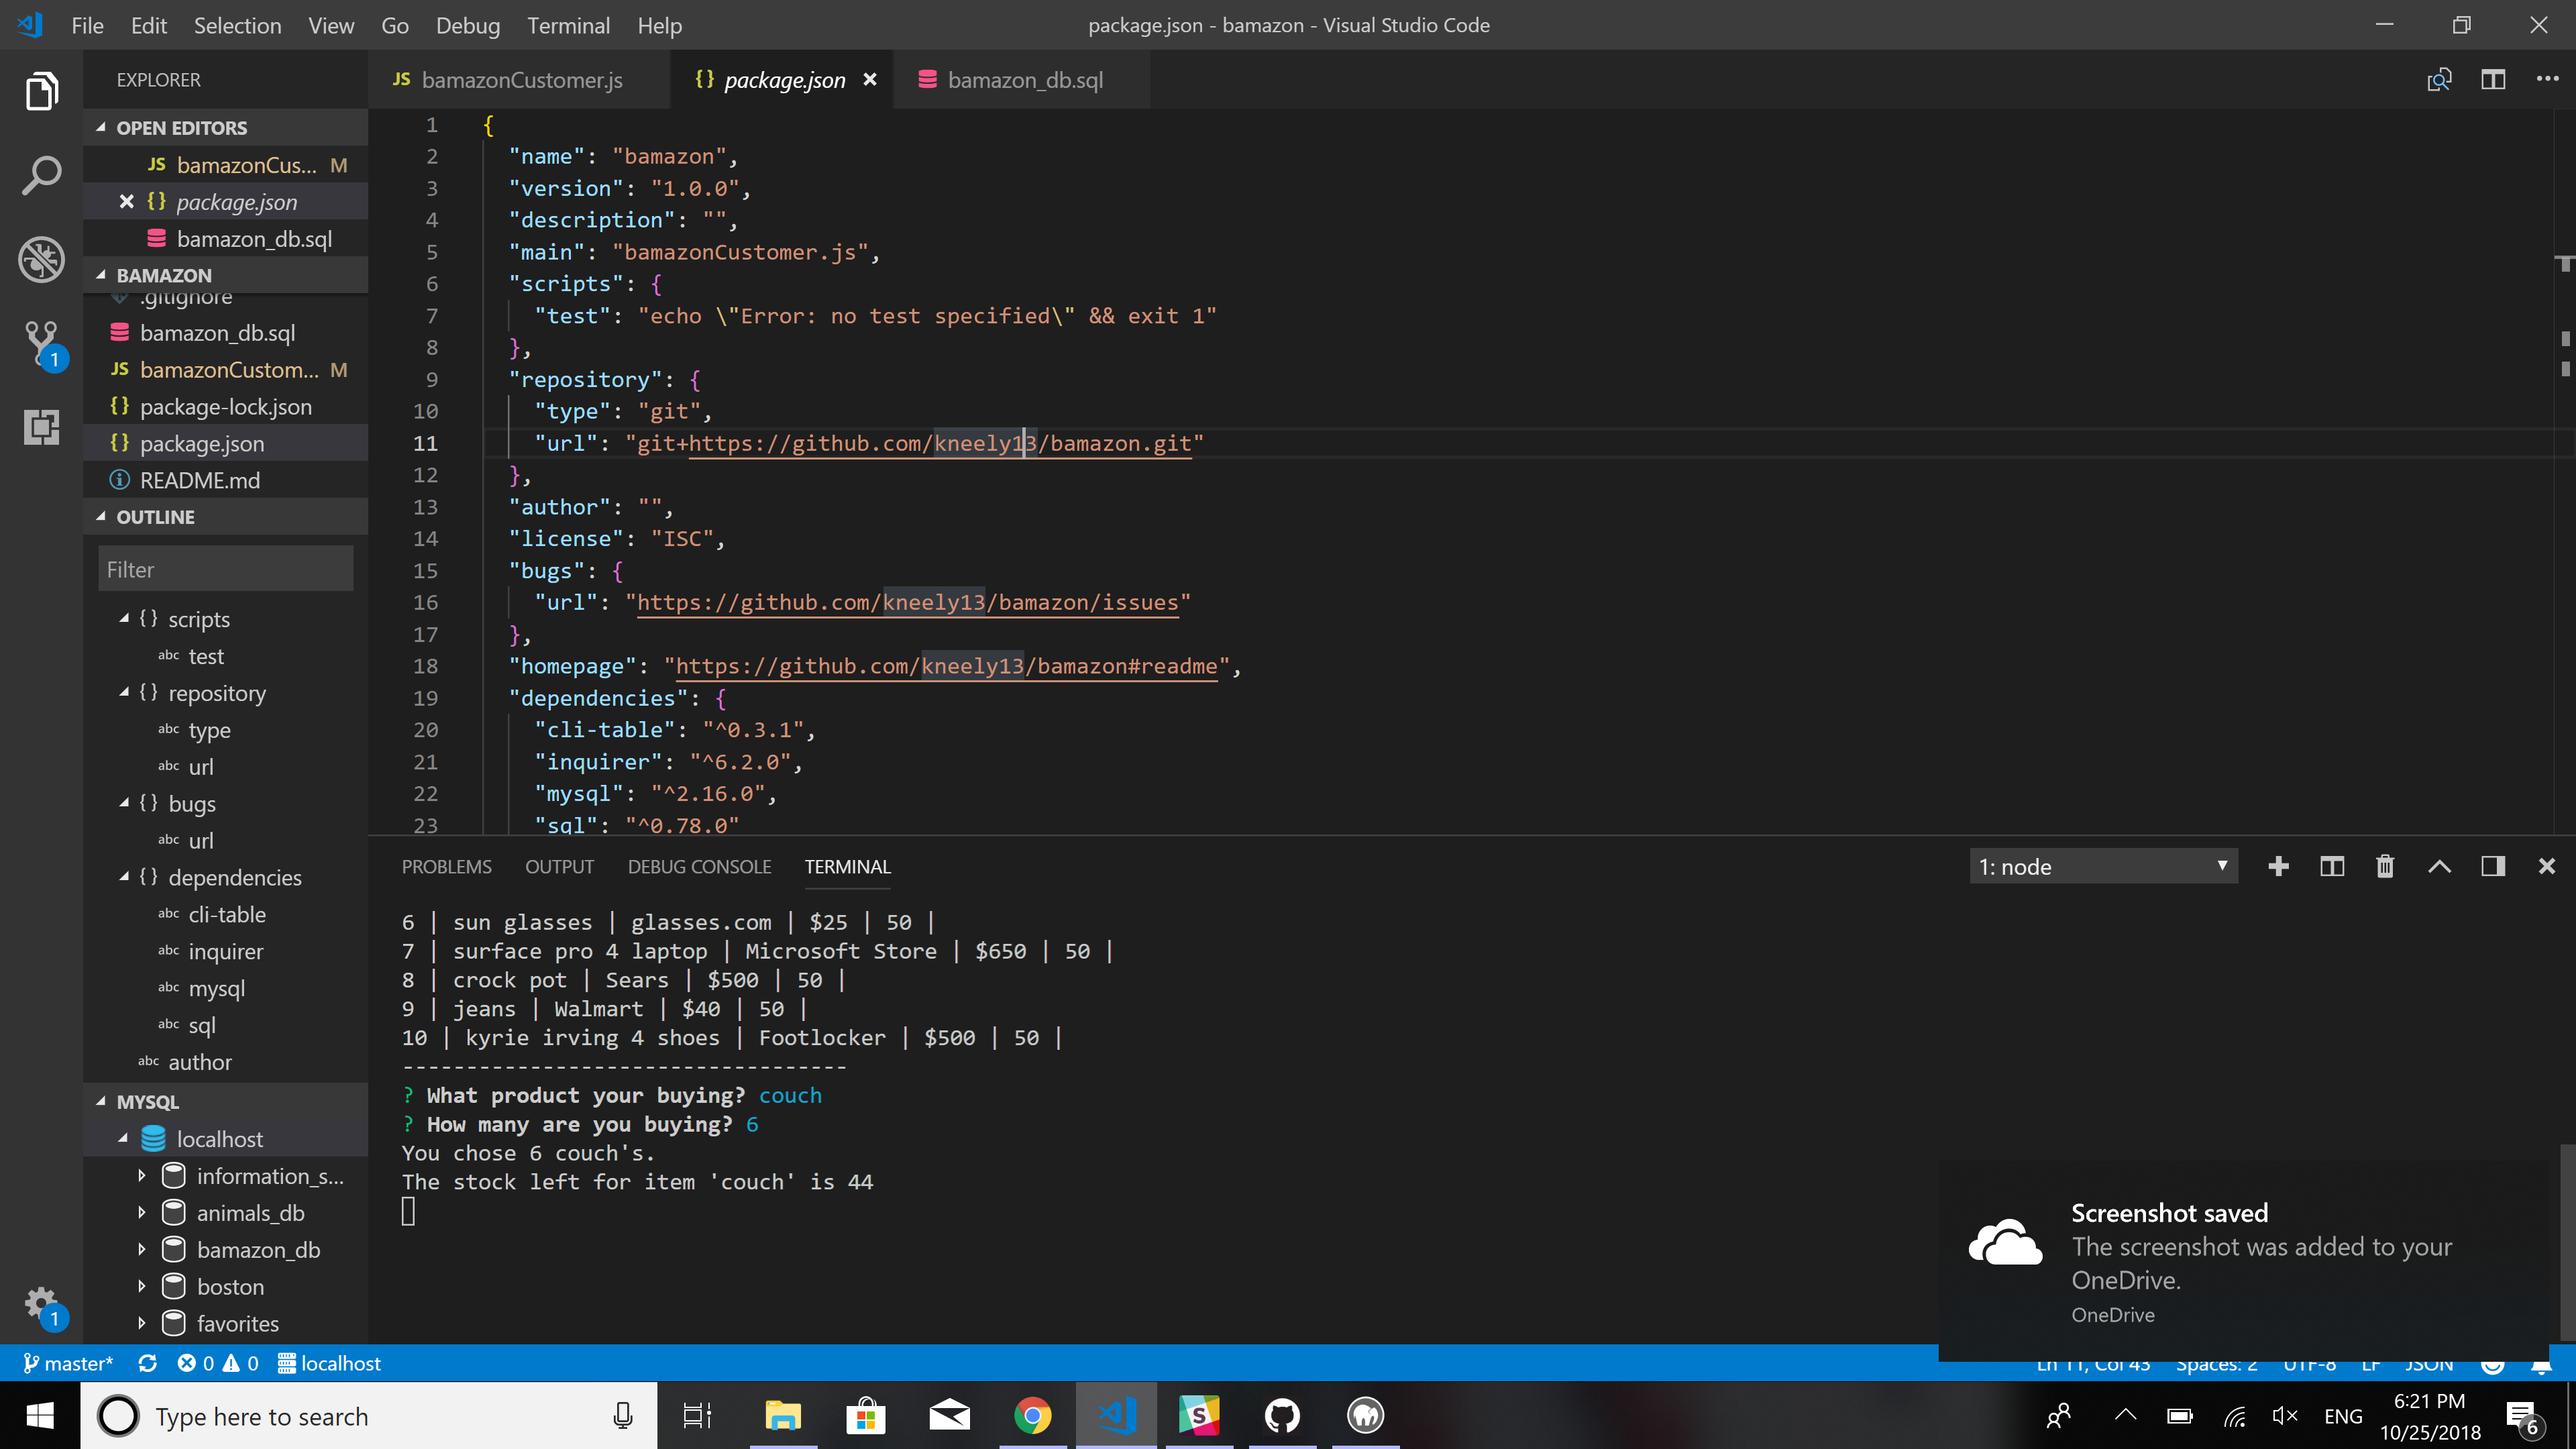 File Edit Selection View Go Debug Terminal Help
package.json - bamazon - Visual Studio Code
EXPLORER
OPEN EDITORS
JS bamazonCus... M
{} package.json
bamazon_db.sql
BAMAZON
.gitignore
bamazon_db.sql
JS bamazonCustom... M
{} package-lock.json
{} package.json
README.md
OUTLINE
Filter
{} scripts
abc test
{} repository
abc type
abc url
{} bugs
abc url
{} dependencies
abc cli-table
abc inquirer
abc mysql
abc sql
abc author
MYSQL
localhost
information_s...
animals_db
bamazon_db
boston
favorites
1
1
JS bamazonCustomer.js
{} package.json
bamazon_db.sql
1 {
2 "name": "bamazon",
3 "version": "1.0.0",
4 "description": "",
5 "main": "bamazonCustomer.js",
6 "scripts": {
7 "test": "echo \"Error: no test specified\" && exit 1"
8 },
9 "repository": {
10 "type": "git",
11 "url": "git+https://github.com/kneely13/bamazon.git"
12 },
13 "author": "",
14 "license": "ISC",
15 "bugs": {
16 "url": "https://github.com/kneely13/bamazon/issues"
17 },
18 "homepage": "https://github.com/kneely13/bamazon#readme",
19 "dependencies": {
20 "cli-table": "^0.3.1",
21 "inquirer": "^6.2.0",
22 "mysql": "^2.16.0",
23 "sql": "^0.78.0"
PROBLEMS OUTPUT DEBUG CONSOLE TERMINAL
1: node
6 | sun glasses | glasses.com | $25 | 50 |
7 | surface pro 4 laptop | Microsoft Store | $650 | 50 |
8 | crock pot | Sears | $500 | 50 |
9 | jeans | Walmart | $40 | 50 |
10 | kyrie irving 4 shoes | Footlocker | $500 | 50 |
-----------------------------------
? What product your buying? couch
? How many are you buying? 6
You chose 6 couch's.
The stock left for item 'couch' is 44
Screenshot saved
The screenshot was added to your
OneDrive.
OneDrive
master* 0 0 localhost
Ln 11, Col 43 Spaces: 2 UTF-8 LF JSON
Type here to search
ENG
6:21 PM
10/25/2018
6